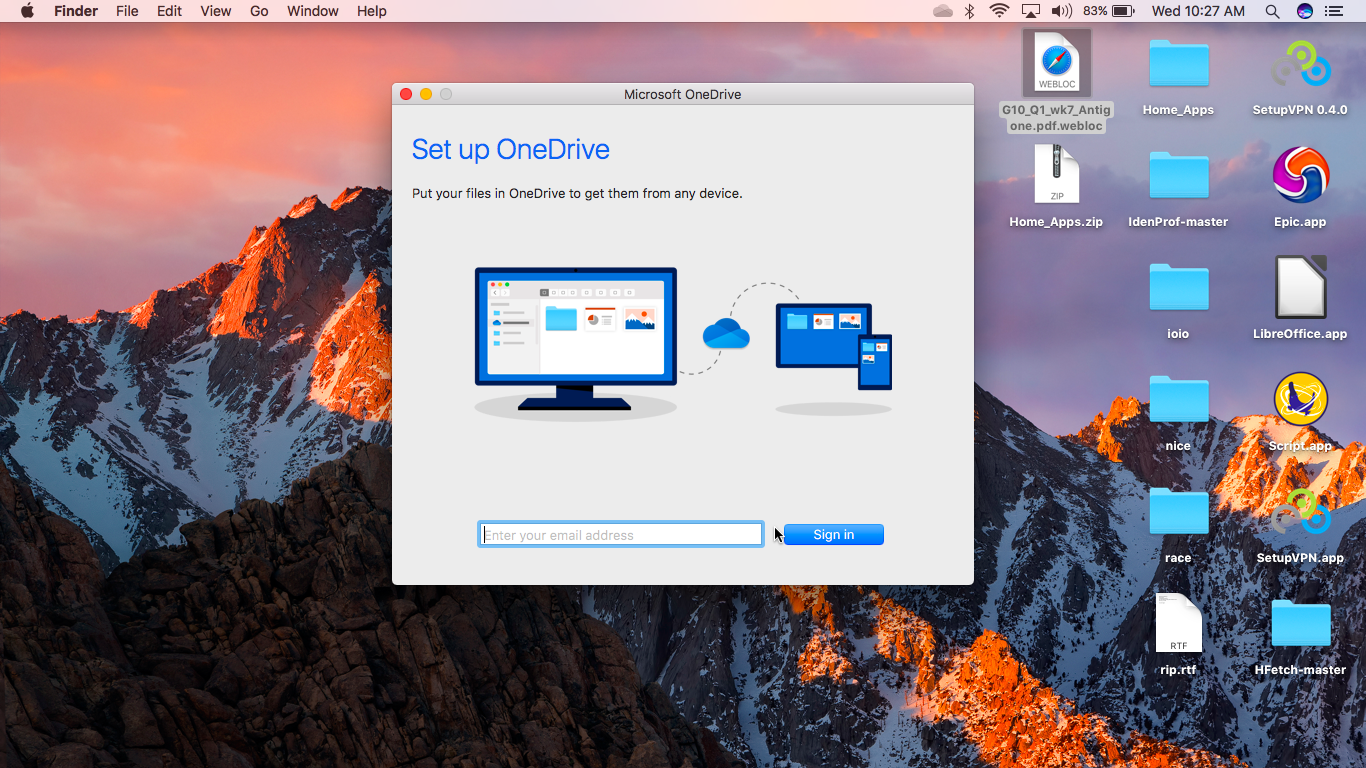 Finder File Edit View Go Window Help 83% Wed 10:27 AM
Microsoft OneDrive
Set up OneDrive
Put your files in OneDrive to get them from any device.
Enter your email address
Sign in
WEBLOC
G10_Q1_wk7_Antig
one.pdf.webloc
Home_Apps
SetupVPN 0.4.0
ZIP
Home_Apps.zip
IdenProf-master
Epic.app
ioio
LibreOffice.app
nice
Script.app
race
SetupVPN.app
RTF
rip.rtf
HFetch-master